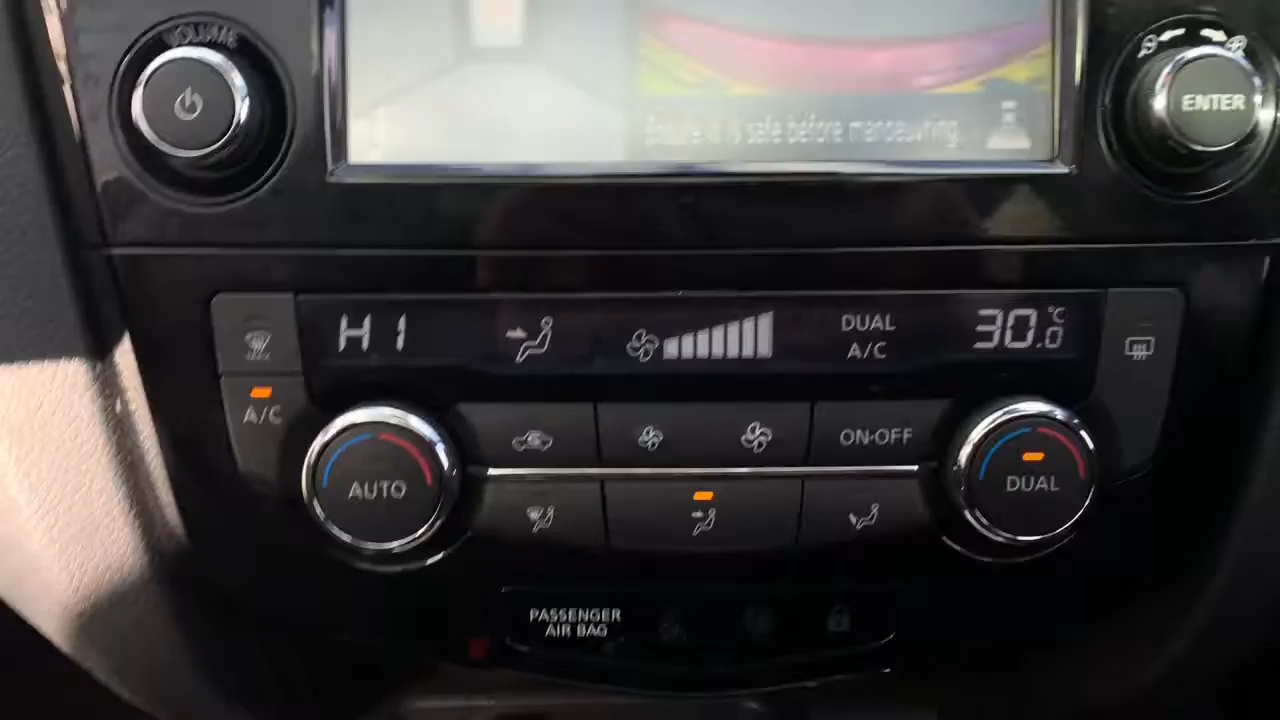 VOLUME
ENTER
Ensure it is safe before manoeuvring.
HI
DUAL
A/C
30.0
°C
A/C
AUTO
ON·OFF
DUAL
PASSENGER
AIR BAG